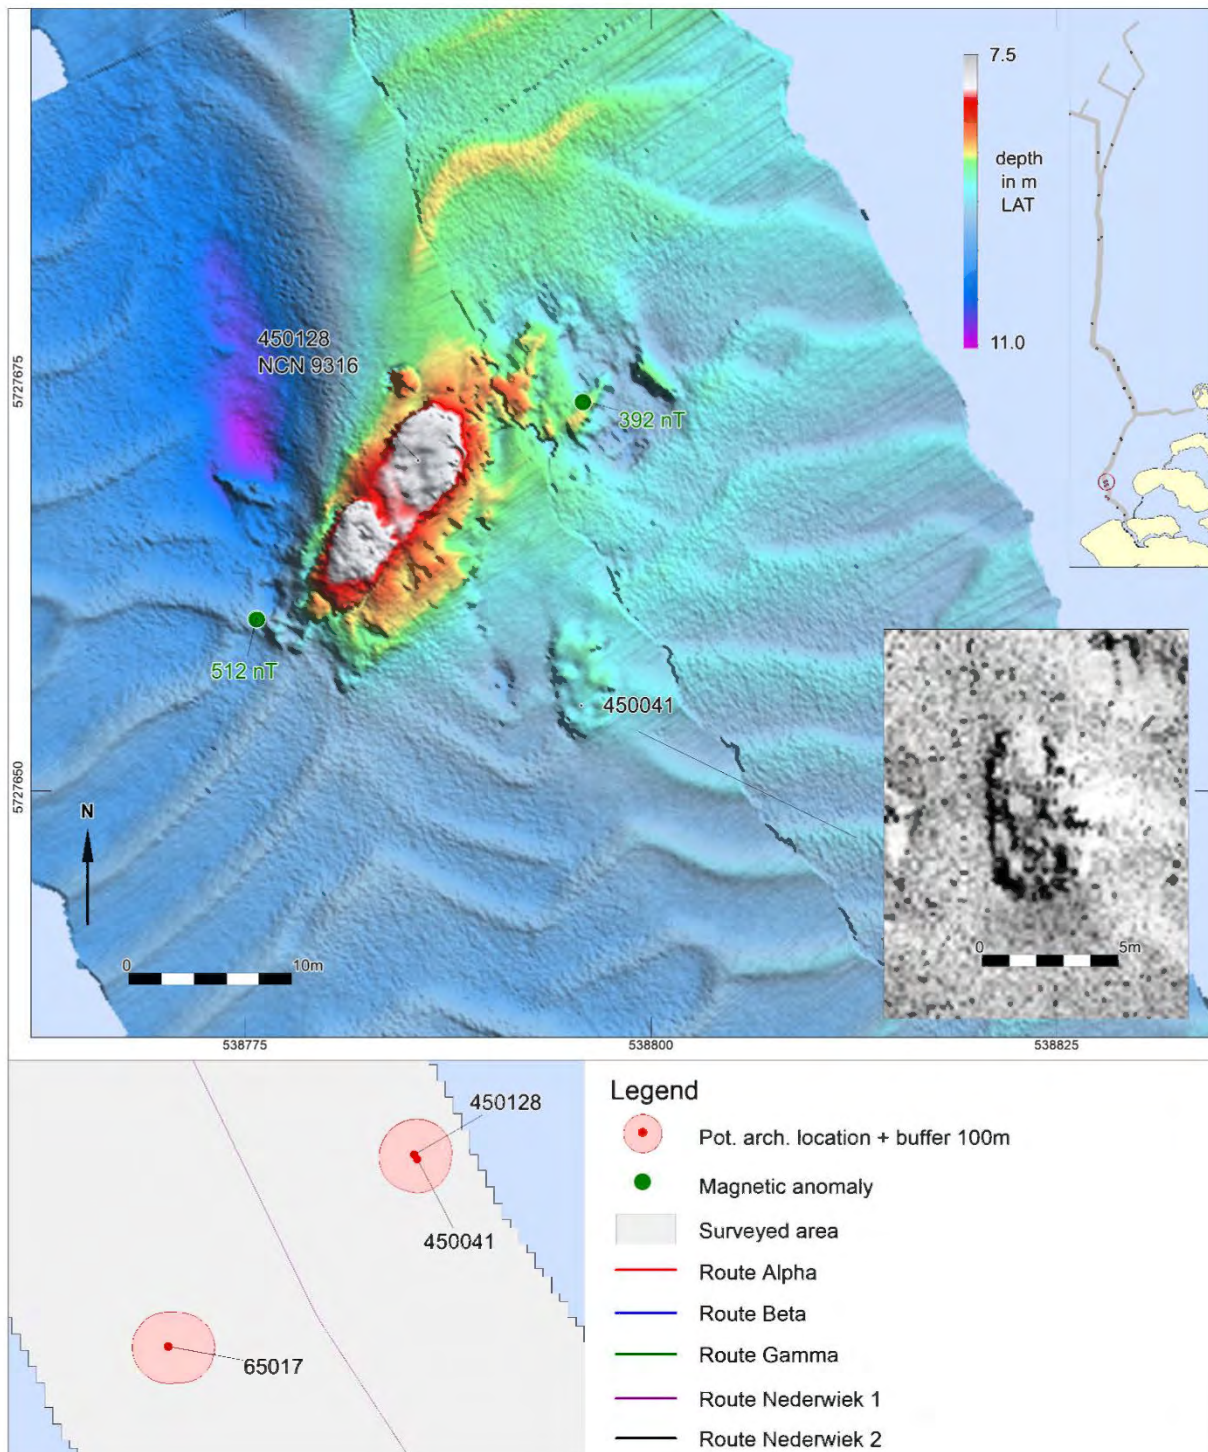 7.5
depth
in m
LAT
11.0
450128
NCN 9316
5727675
392 nT
512 nT
450041
5727650
N
0
10m
0
5m
538775
538800
538825
450128
450041
65017
Legend
Pot. arch. location + buffer 100m
Magnetic anomaly
Surveyed area
Route Alpha
Route Beta
Route Gamma
Route Nederwiek 1
Route Nederwiek 2